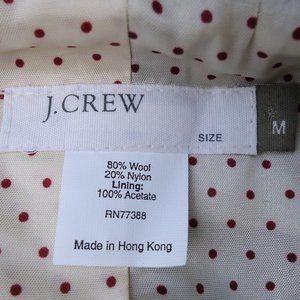 J.CREW
SIZE
M
80% Wool
20% Nylon
Lining:
100% Acetate
RN77388
Made in Hong Kong